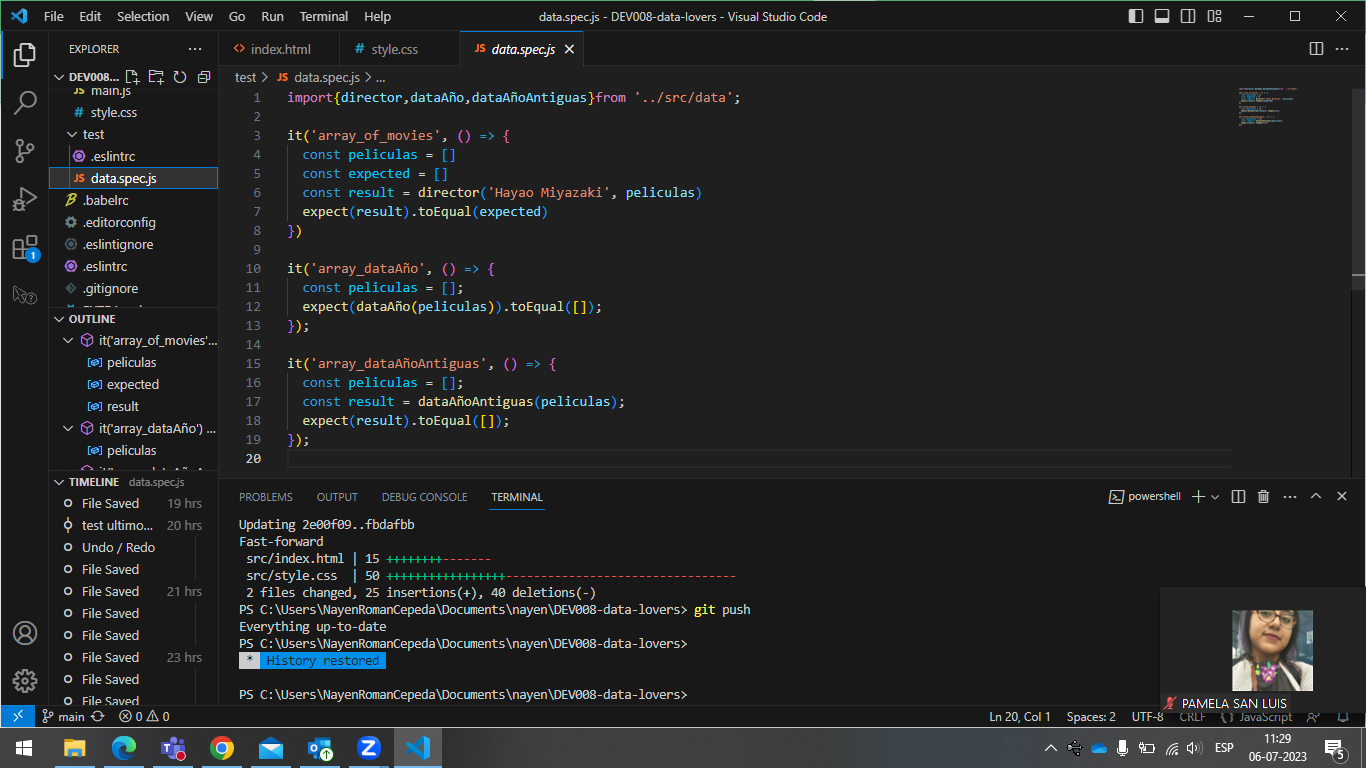 File Edit Selection View Go Run Terminal Help data.spec.js - DEV008-data-lovers - Visual Studio Code
EXPLORER ...
DEV008...
main.js
# style.css
test
.eslintrc
JS data.spec.js
.babelrc
.editorconfig
.eslintignore
.eslintrc
.gitignore
OUTLINE
it('array_of_movies'...
peliculas
expected
result
it('array_dataAño') ...
peliculas
TIMELINE data.spec.js
File Saved 19 hrs
test ultimo... 20 hrs
Undo / Redo
File Saved
File Saved 21 hrs
File Saved
File Saved
File Saved 23 hrs
File Saved
File Saved
<> index.html # style.css JS data.spec.js
test > JS data.spec.js > ...
1 import{director,dataAño,dataAñoAntiguas}from '../src/data';
2
3 it('array_of_movies', () => {
4 const peliculas = []
5 const expected = []
6 const result = director('Hayao Miyazaki', peliculas)
7 expect(result).toEqual(expected)
8 })
9
10 it('array_dataAño', () => {
11 const peliculas = [];
12 expect(dataAño(peliculas)).toEqual([]);
13 });
14
15 it('array_dataAñoAntiguas', () => {
16 const peliculas = [];
17 const result = dataAñoAntiguas(peliculas);
18 expect(result).toEqual([]);
19 });
20
PROBLEMS OUTPUT DEBUG CONSOLE TERMINAL powershell
Updating 2e00f09..fbdafbb
Fast-forward
src/index.html | 15 ++++++++-------
src/style.css | 50 +++++++++++++++++---------------------------------
2 files changed, 25 insertions(+), 40 deletions(-)
PS C:\Users\NayenRomanCepeda\Documents\nayen\DEV008-data-lovers> git push
Everything up-to-date
PS C:\Users\NayenRomanCepeda\Documents\nayen\DEV008-data-lovers>
* History restored
PS C:\Users\NayenRomanCepeda\Documents\nayen\DEV008-data-lovers>
PAMELA SAN LUIS
main 0 0 Ln 20, Col 1 Spaces: 2 UTF-8 CRLF {} JavaScript
ESP 11:29
06-07-2023 5